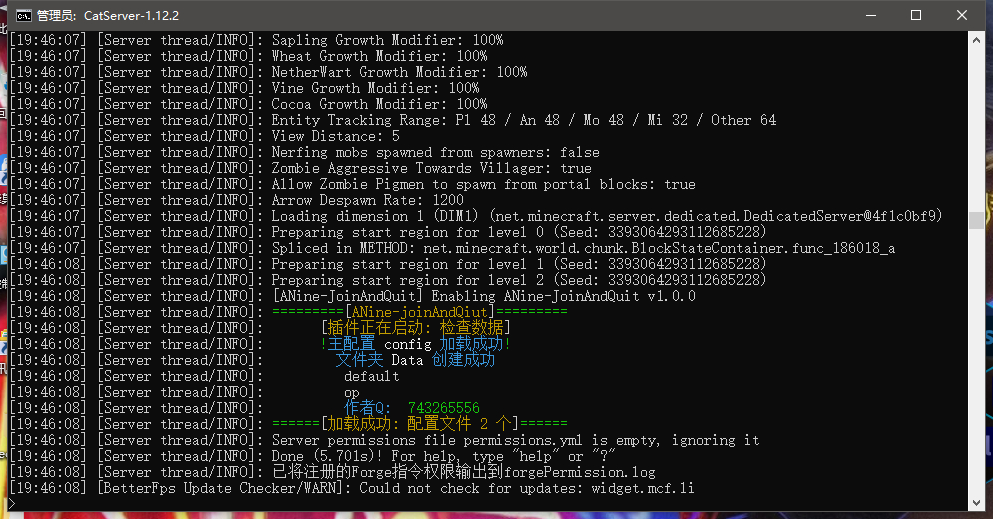 管理员: CatServer-1.12.2
[19:46:07] [Server thread/INFO]: Sapling Growth Modifier: 100%
[19:46:07] [Server thread/INFO]: Wheat Growth Modifier: 100%
[19:46:07] [Server thread/INFO]: NetherWart Growth Modifier: 100%
[19:46:07] [Server thread/INFO]: Vine Growth Modifier: 100%
[19:46:07] [Server thread/INFO]: Cocoa Growth Modifier: 100%
[19:46:07] [Server thread/INFO]: Entity Tracking Range: Pl 48 / An 48 / Mo 48 / Mi 32 / Other 64
[19:46:07] [Server thread/INFO]: View Distance: 5
[19:46:07] [Server thread/INFO]: Nerfing mobs spawned from spawners: false
[19:46:07] [Server thread/INFO]: Zombie Aggressive Towards Villager: true
[19:46:07] [Server thread/INFO]: Allow Zombie Pigmen to spawn from portal blocks: true
[19:46:07] [Server thread/INFO]: Arrow Despawn Rate: 1200
[19:46:07] [Server thread/INFO]: Loading dimension 1 (DIM1) (net.minecraft.server.dedicated.DedicatedServer@4f1c0bf9)
[19:46:07] [Server thread/INFO]: Preparing start region for level 0 (Seed: 3393064293112685228)
[19:46:07] [Server thread/INFO]: Spliced in METHOD: net.minecraft.world.chunk.BlockStateContainer.func_186018_a
[19:46:07] [Server thread/INFO]: Preparing start region for level 1 (Seed: 3393064293112685228)
[19:46:07] [Server thread/INFO]: Preparing start region for level 2 (Seed: 3393064293112685228)
[19:46:08] [Server thread/INFO]: [ANine-JoinAndQuit] Enabling ANine-JoinAndQuit v1.0.0
[19:46:08] [Server thread/INFO]: =========[ANine-joinAndQiut]=========
[19:46:08] [Server thread/INFO]: [插件正在启动: 检查数据]
[19:46:08] [Server thread/INFO]: !主配置 config 加载成功!
[19:46:08] [Server thread/INFO]: 文件夹 Data 创建成功
[19:46:08] [Server thread/INFO]: default
[19:46:08] [Server thread/INFO]: op
[19:46:08] [Server thread/INFO]: 作者Q: 743265556
[19:46:08] [Server thread/INFO]: ======[加载成功: 配置文件 2 个]======
[19:46:08] [Server thread/INFO]: Server permissions file permissions.yml is empty, ignoring it
[19:46:08] [Server thread/INFO]: Done (5.701s)! For help, type "help" or "?"
[19:46:08] [Server thread/INFO]: 已将注册的Forge指令权限输出到forgePermission.log
[19:46:08] [BetterFps Update Checker/WARN]: Could not check for updates: widget.mcf.li
>